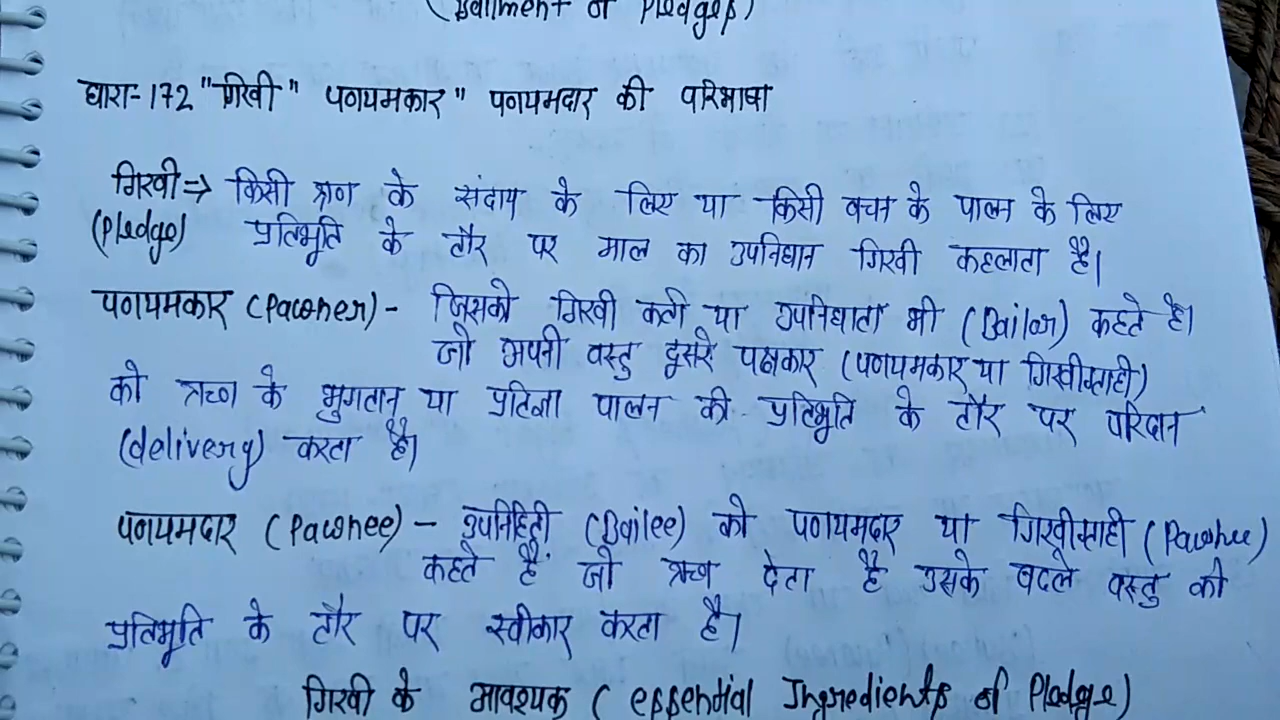 (Bailment of Pledges)
धारा-172 "गिरवी" पणयमकार" पणयमदार की परिभाषा
गिरवी⇒ किसी ऋण के संदाय के लिए या किसी वचन के पालन के लिए
(Pledge) प्रतिभूति के तौर पर माल का उपनिधान गिरवी कहलाता है।
पणयमकार (Pawner) - जिसको गिरवी कर्ता या उपनिधाता भी (Bailor) कहते है।
जो अपनी वस्तु दूसरे पक्षकार (पणयमकार या गिरवीग्राही)
को ऋण के भुगतान या प्रतिज्ञा पालन की प्रतिभूति के तौर पर परिदान
(delivery) करता है।
पणयमदार (Pawnee) - उपनिहिती (Bailee) को पणयमदार या गिरवीग्राही (Pawnee)
कहते हैं जो ऋण देता है उसके बदले वस्तु को
प्रतिभूति के तौर पर स्वीकार करता है।
गिरवी के आवश्यक (essential Ingredients of Pledge)